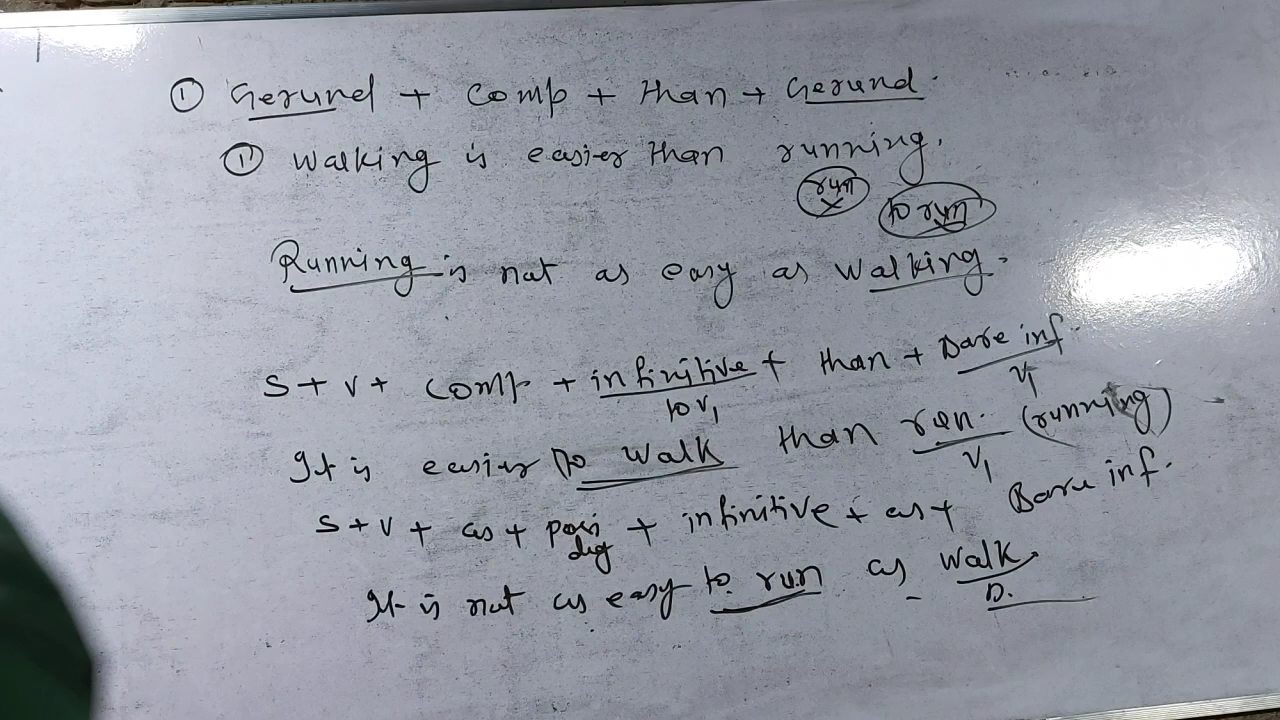 ① Gerund + Comp + than + Gerund.
① Walking is easier than running.
run to run
Running is not as easy as walking.
S + V + Comp + infinitive + than + Bare inf.
to V1 V1
It is easier to walk than run. (running)
V1
S + V + as + posi deg + infinitive + as + Bare inf.
It is not as easy to run as walk.